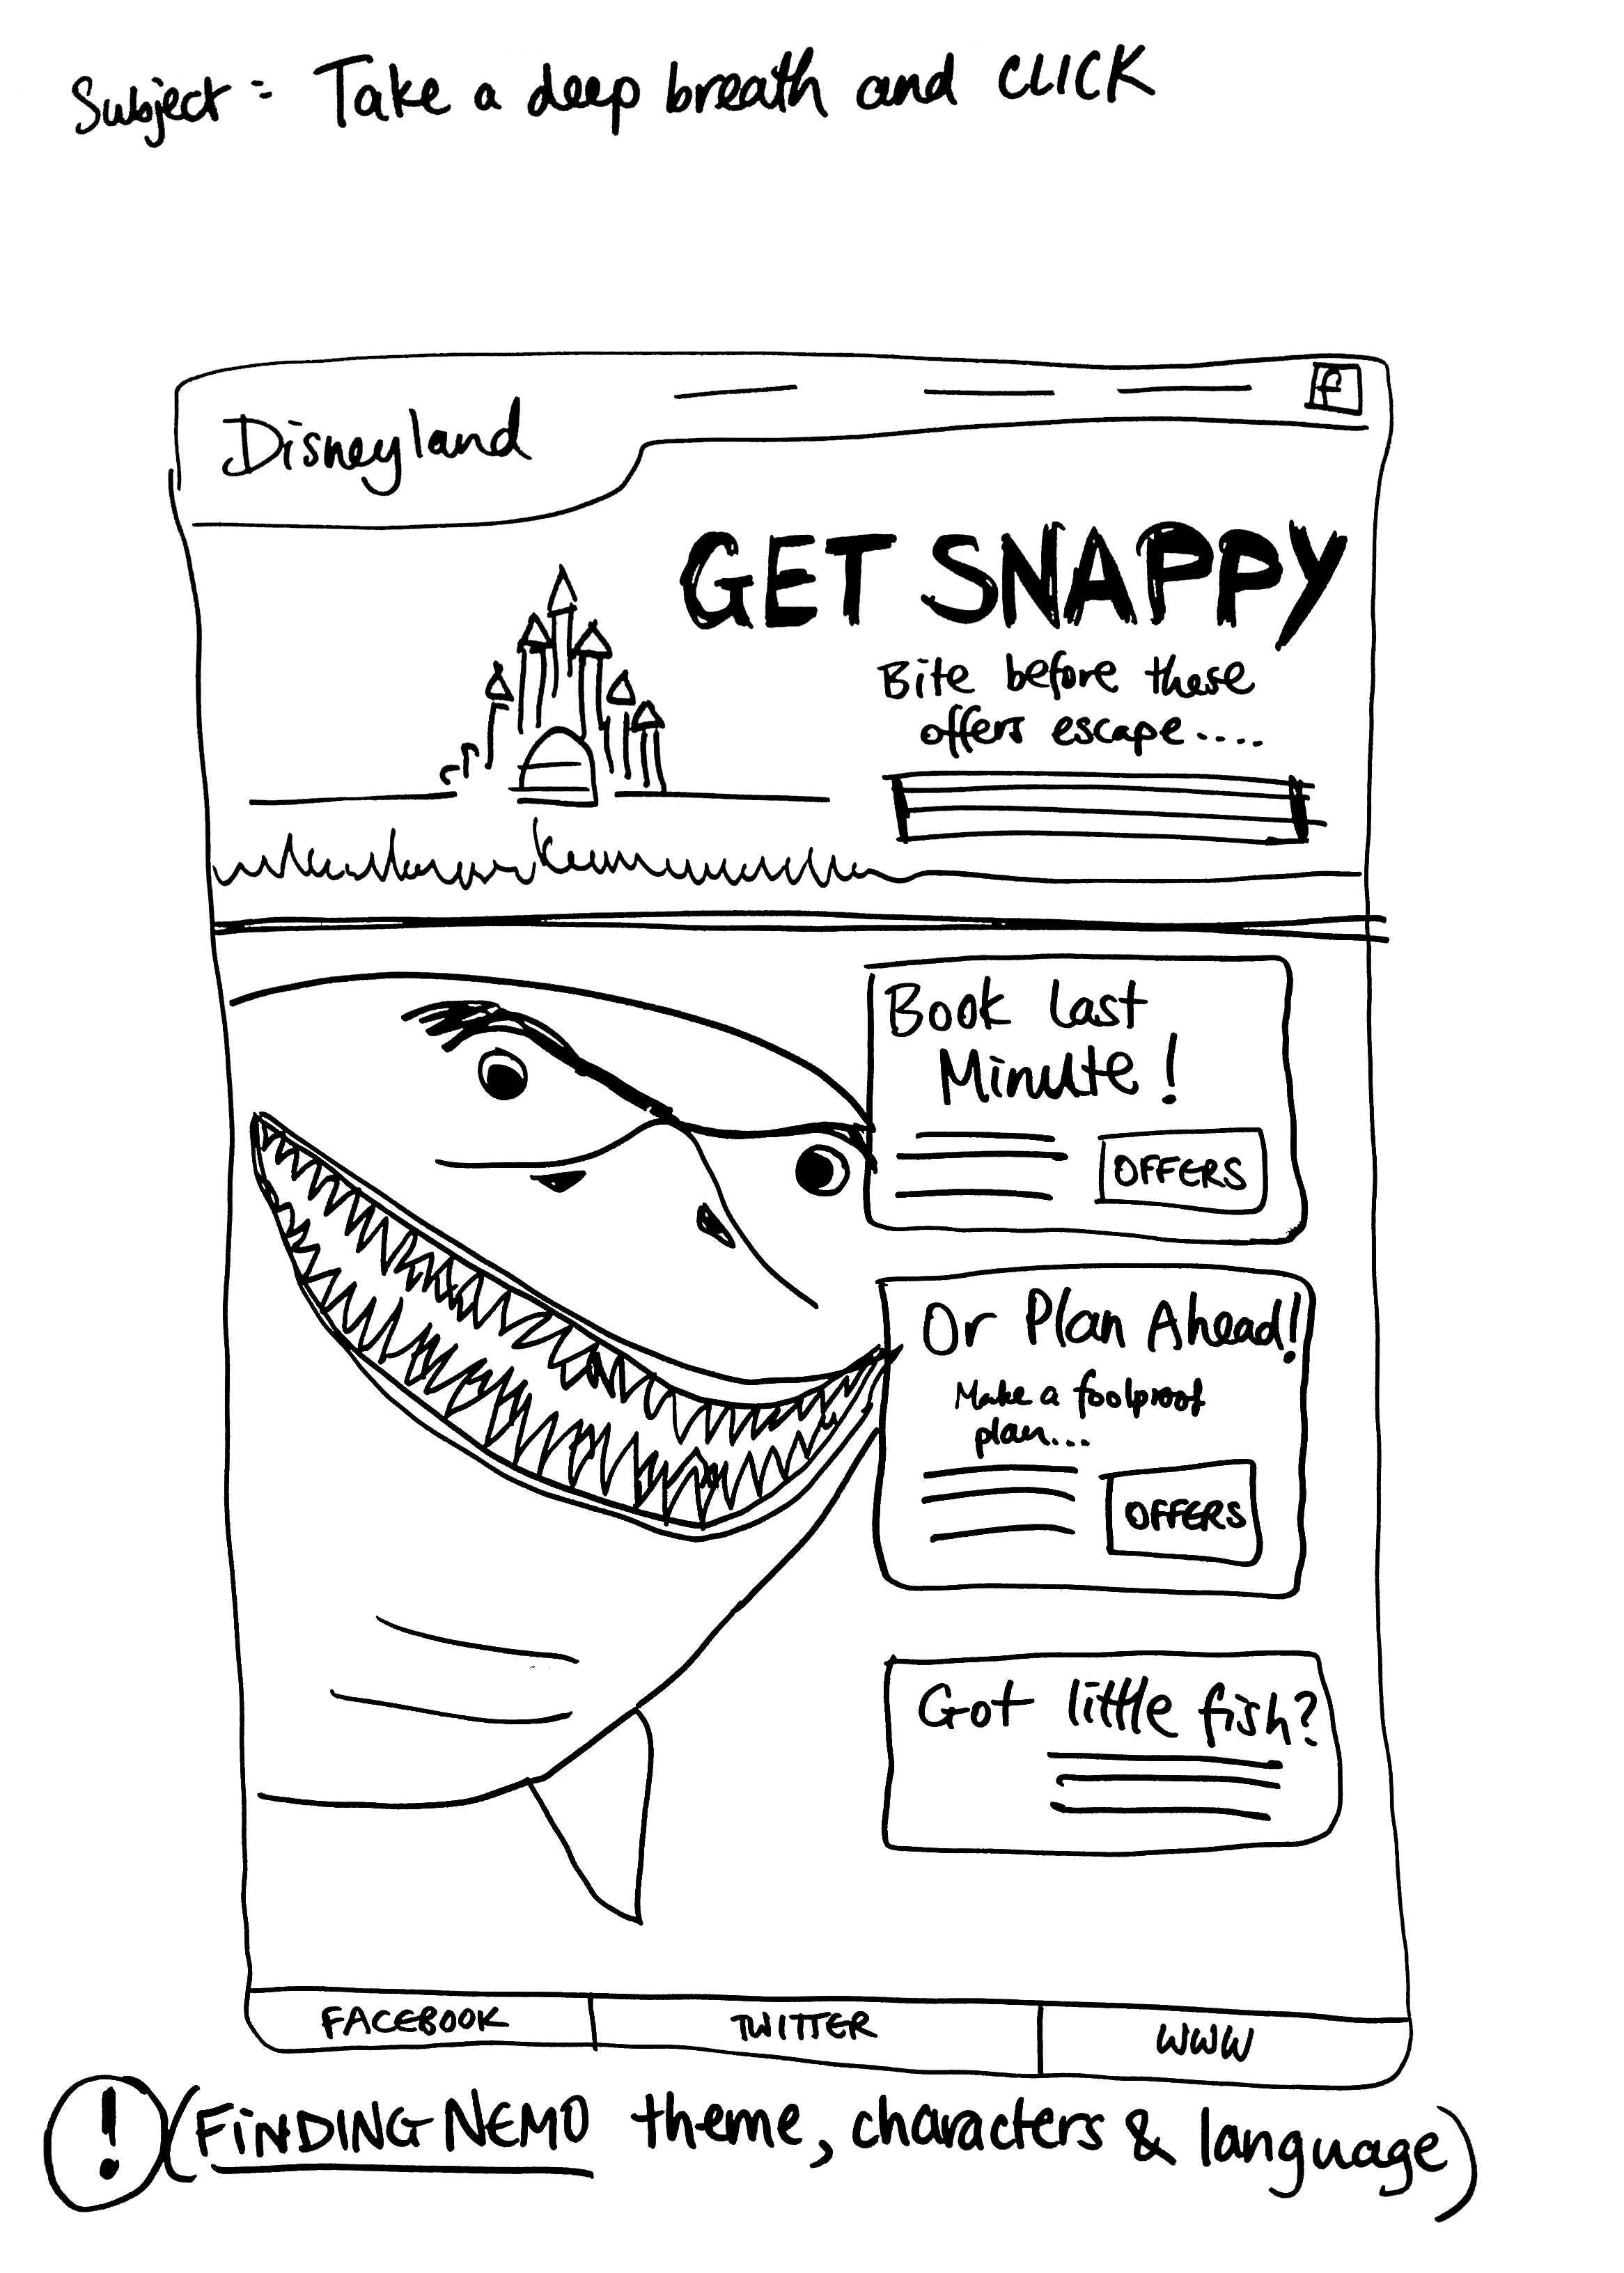 Subject = Take a deep breath and CLICK
f
Disneyland
GET SNAPPY
Bite before these
offers escape....
Book Last
Minute!
OFFERS
Or Plan Ahead!
Make a foolproof
plan...
OFFERS
Got little fish?
FACEBOOK
TWITTER
WWW
! (FINDING NEMO theme, characters & language)